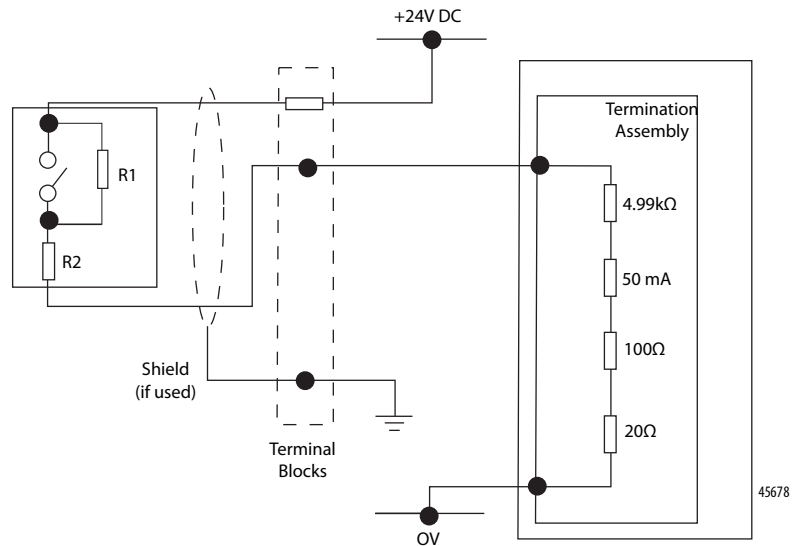 +24V DC
Termination
Assembly
R1
4.99kΩ
R2
50 mA
100Ω
Shield
(if used)
20Ω
Terminal
Blocks
45678
OV